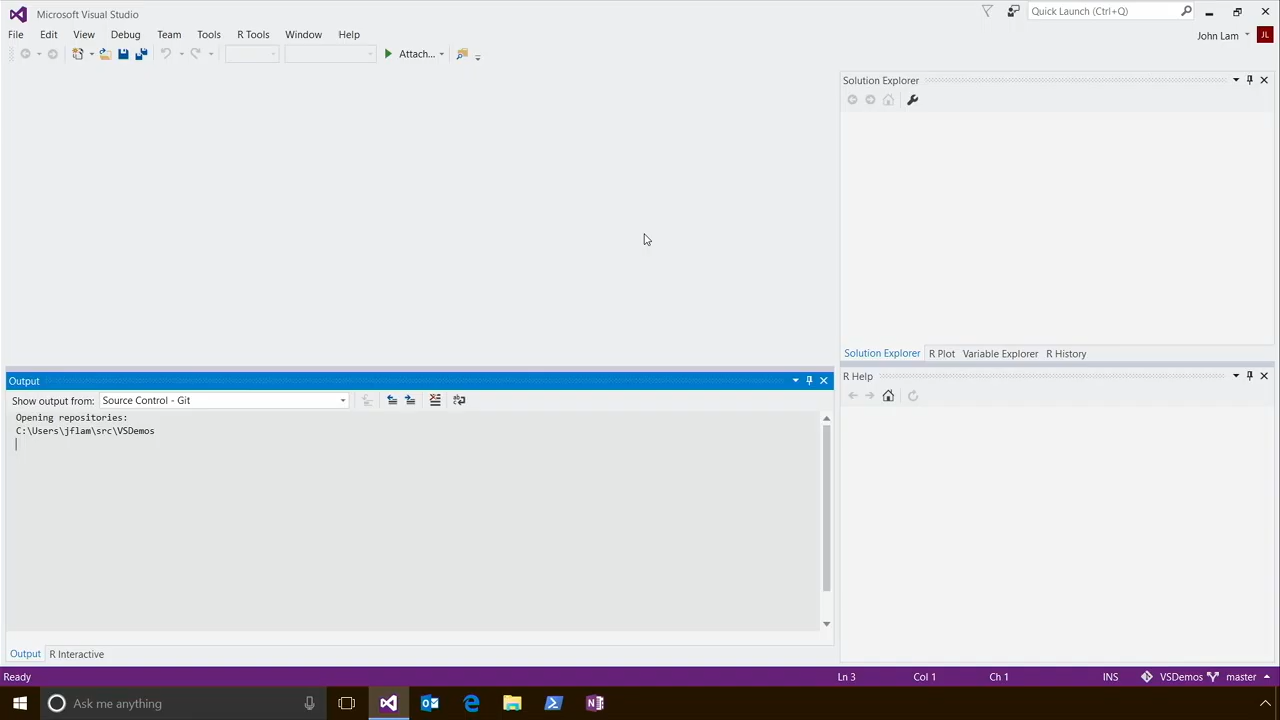 Microsoft Visual Studio
Quick Launch (Ctrl+Q)
File Edit View Debug Team Tools R Tools Window Help
John Lam JL
Attach...
Solution Explorer
Solution Explorer R Plot Variable Explorer R History
Output
R Help
Show output from: Source Control - Git
Opening repositories:
C:\Users\jflam\src\VSDemos
Output R Interactive
Ready Ln 3 Col 1 Ch 1 INS VSDemos master
Ask me anything